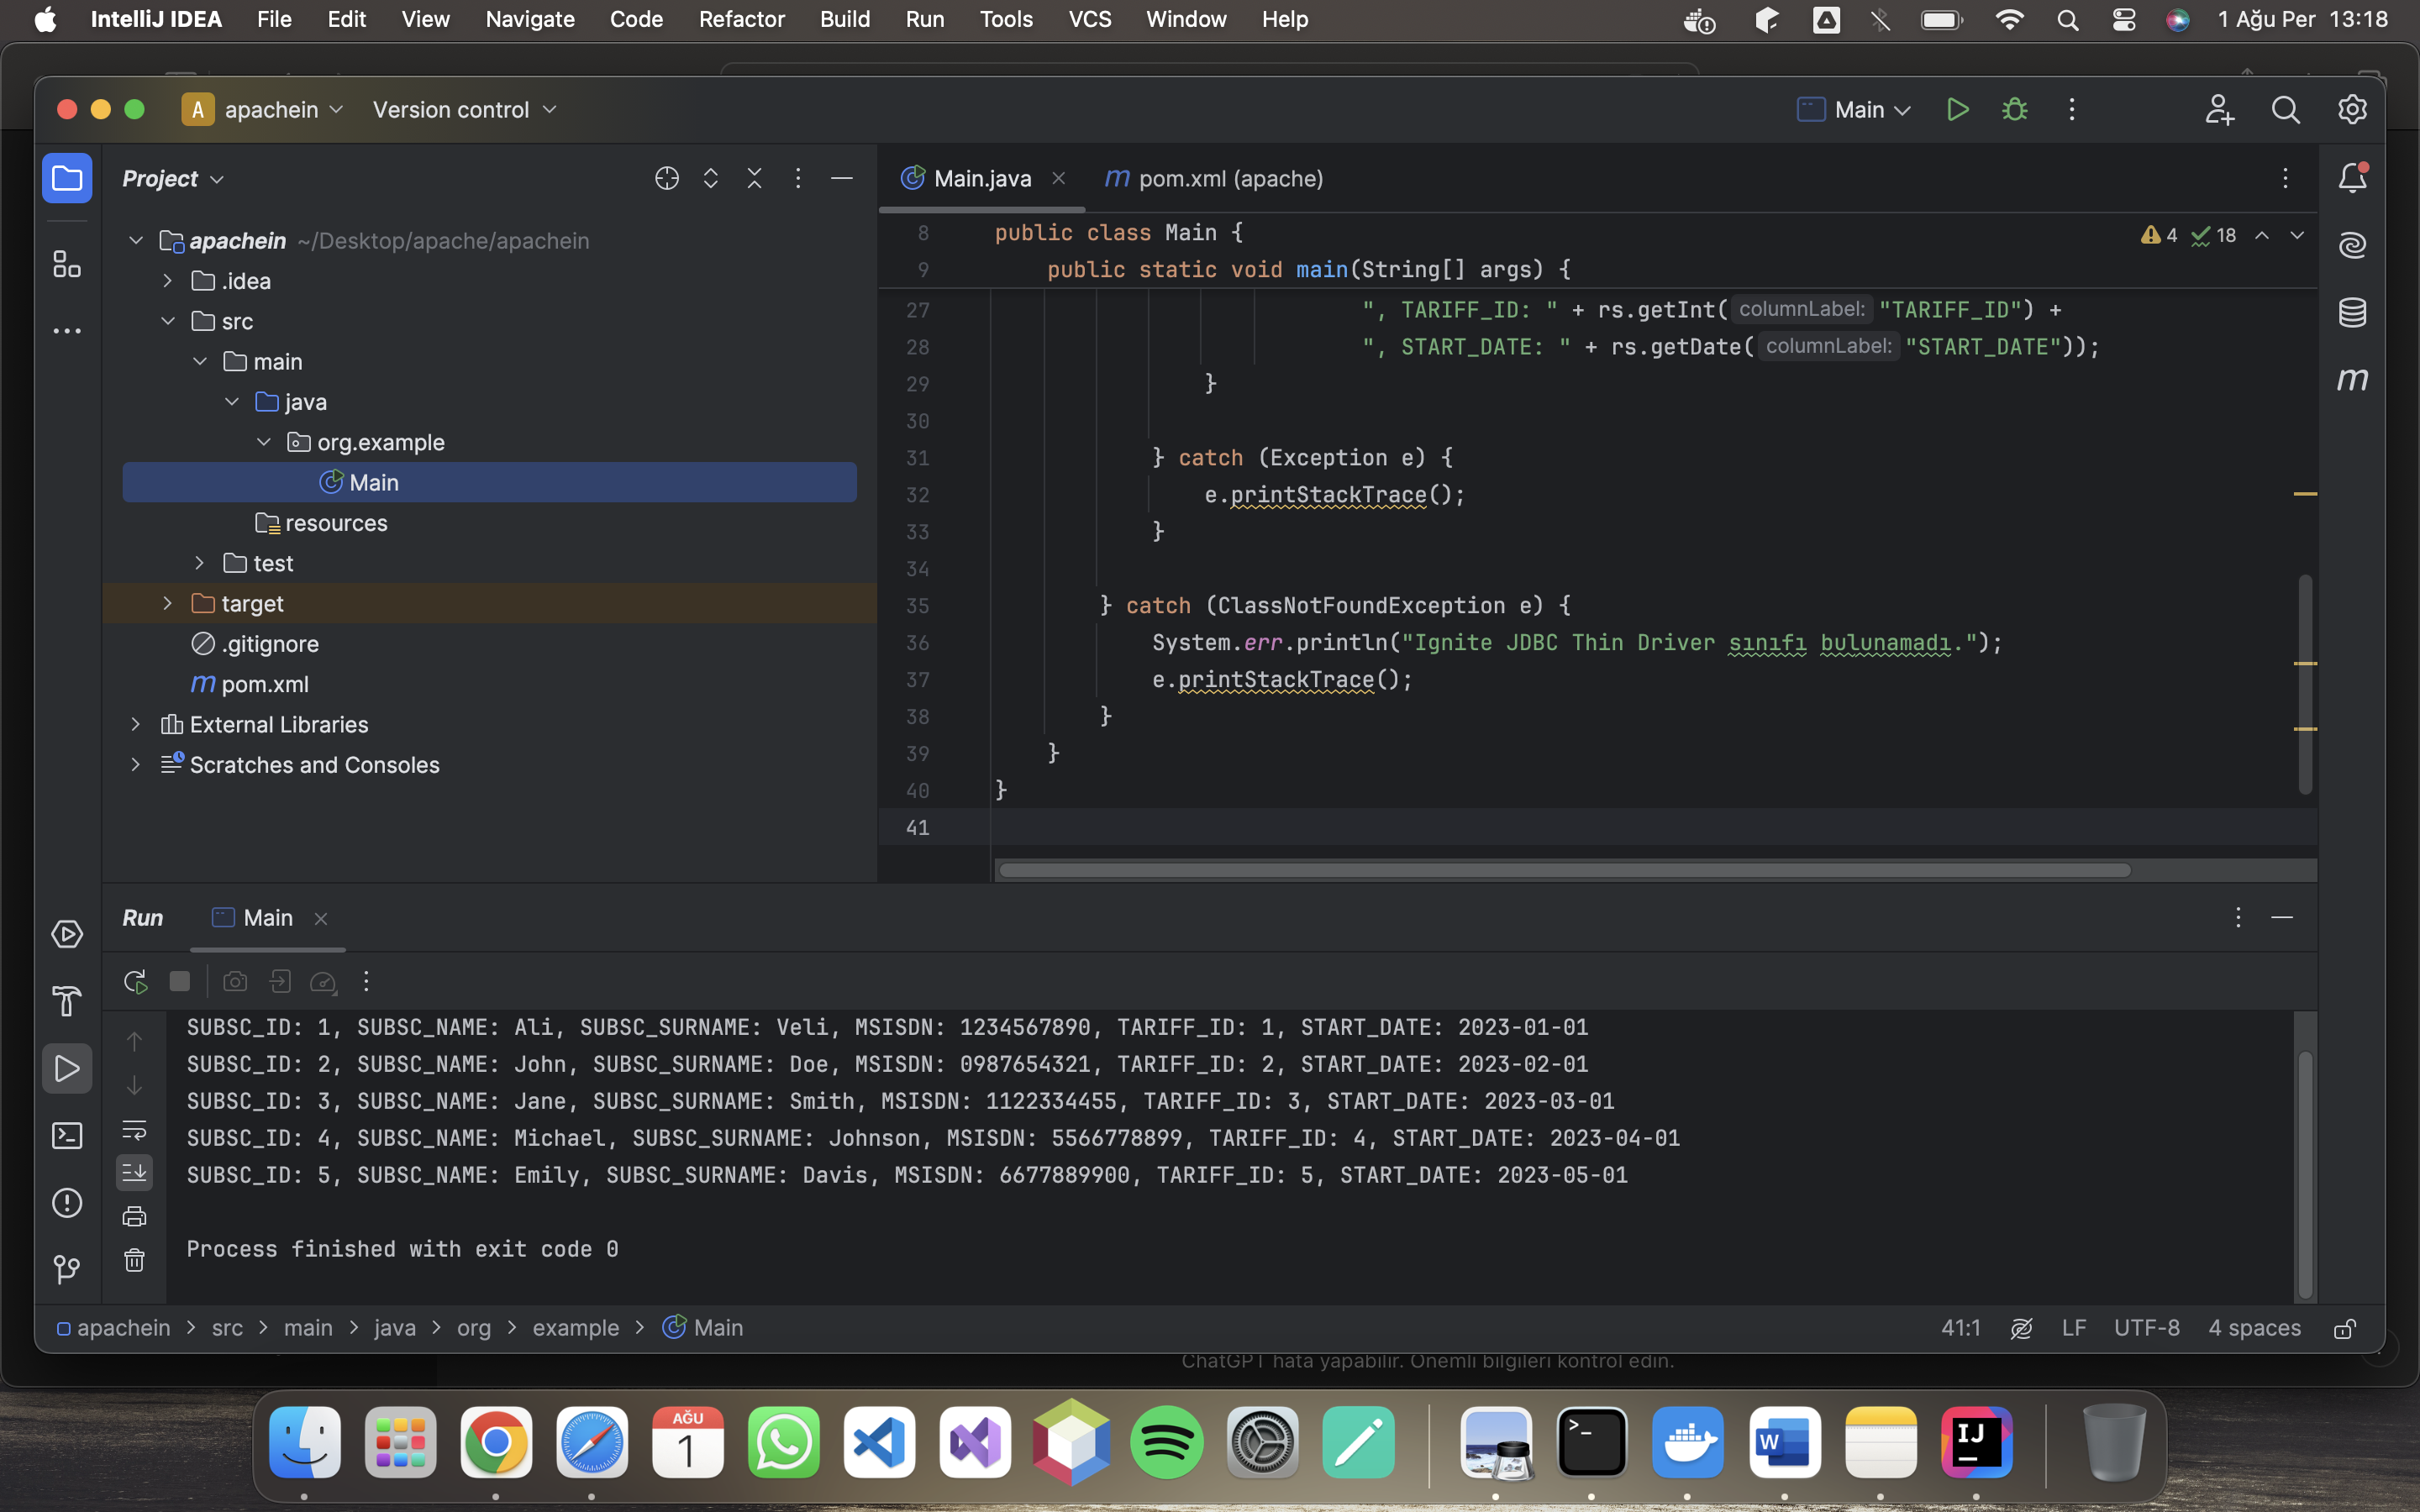 IntelliJ IDEA File Edit View Navigate Code Refactor Build Run Tools VCS Window Help 1 Ağu Per 13:18
A apachein Version control Main
Project
Main.java pom.xml (apache)
apachein ~/Desktop/apache/apachein
.idea
src
main
java
org.example
Main
resources
test
target
.gitignore
pom.xml
External Libraries
Scratches and Consoles
4 18
8 public class Main {
9 public static void main(String[] args) {
27 ", TARIFF_ID: " + rs.getInt( columnLabel: "TARIFF_ID") +
28 ", START_DATE: " + rs.getDate( columnLabel: "START_DATE"));
29 }
30
31 } catch (Exception e) {
32 e.printStackTrace();
33 }
34
35 } catch (ClassNotFoundException e) {
36 System.err.println("Ignite JDBC Thin Driver sınıfı bulunamadı.");
37 e.printStackTrace();
38 }
39 }
40 }
41
Run Main
SUBSC_ID: 1, SUBSC_NAME: Ali, SUBSC_SURNAME: Veli, MSISDN: 1234567890, TARIFF_ID: 1, START_DATE: 2023-01-01
SUBSC_ID: 2, SUBSC_NAME: John, SUBSC_SURNAME: Doe, MSISDN: 0987654321, TARIFF_ID: 2, START_DATE: 2023-02-01
SUBSC_ID: 3, SUBSC_NAME: Jane, SUBSC_SURNAME: Smith, MSISDN: 1122334455, TARIFF_ID: 3, START_DATE: 2023-03-01
SUBSC_ID: 4, SUBSC_NAME: Michael, SUBSC_SURNAME: Johnson, MSISDN: 5566778899, TARIFF_ID: 4, START_DATE: 2023-04-01
SUBSC_ID: 5, SUBSC_NAME: Emily, SUBSC_SURNAME: Davis, MSISDN: 6677889900, TARIFF_ID: 5, START_DATE: 2023-05-01
Process finished with exit code 0
apachein > src > main > java > org > example > Main 41:1 LF UTF-8 4 spaces
ChatGPT hata yapabilir. Önemli bilgileri kontrol edin.
AĞU
1
W
IJ